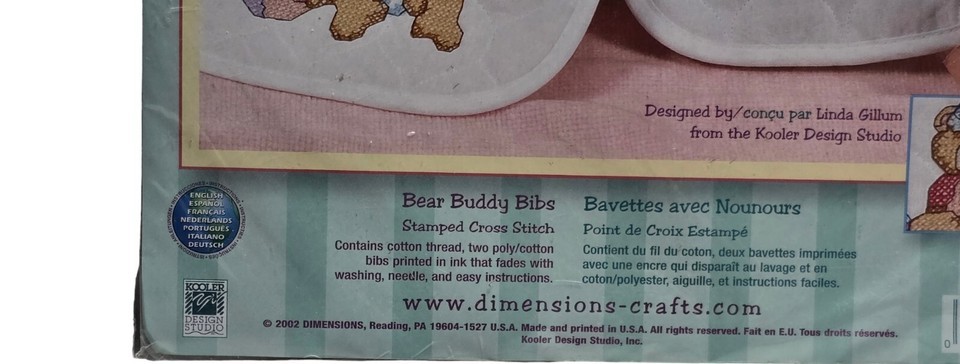 Designed by/conçu par Linda Gillum
from the Kooler Design Studio
ENGLISH
ESPAÑOL
FRANÇAIS
NEDERLANDS
PORTUGUÊS
ITALIANO
DEUTSCH
Bear Buddy Bibs
Stamped Cross Stitch
Contains cotton thread, two poly/cotton
bibs printed in ink that fades with
washing, needle, and easy instructions.
Bavettes avec Nounours
Point de Croix Estampé
Contient du fil du coton, deux bavettes imprimées
avec une encre qui disparaît au lavage et en
coton/polyester, aiguille, et instructions faciles.
KOOLER
DESIGN
STUDIO
www.dimensions-crafts.com
© 2002 DIMENSIONS, Reading, PA 19604-1527 U.S.A. Made and printed in U.S.A. All rights reserved. Fait en E.U. Tous droits réservés.
Kooler Design Studio, Inc.
0